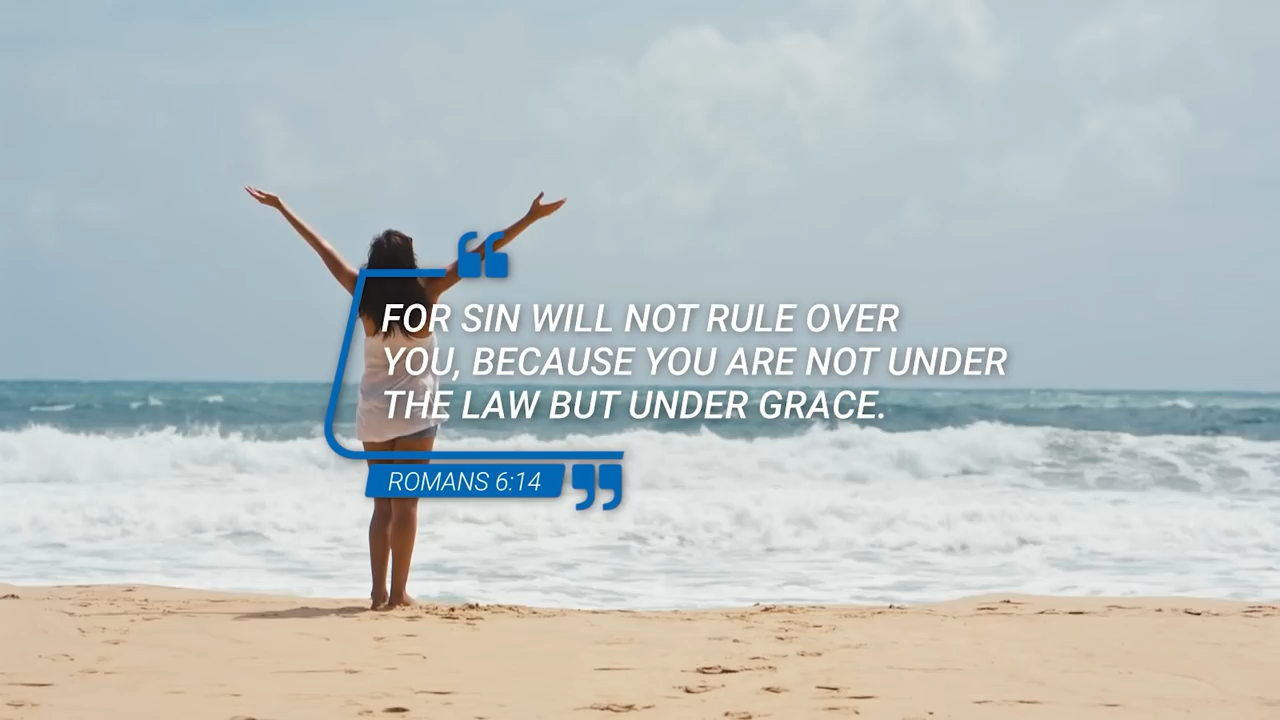 FOR SIN WILL NOT RULE OVER
YOU, BECAUSE YOU ARE NOT UNDER
THE LAW BUT UNDER GRACE.
ROMANS 6:14